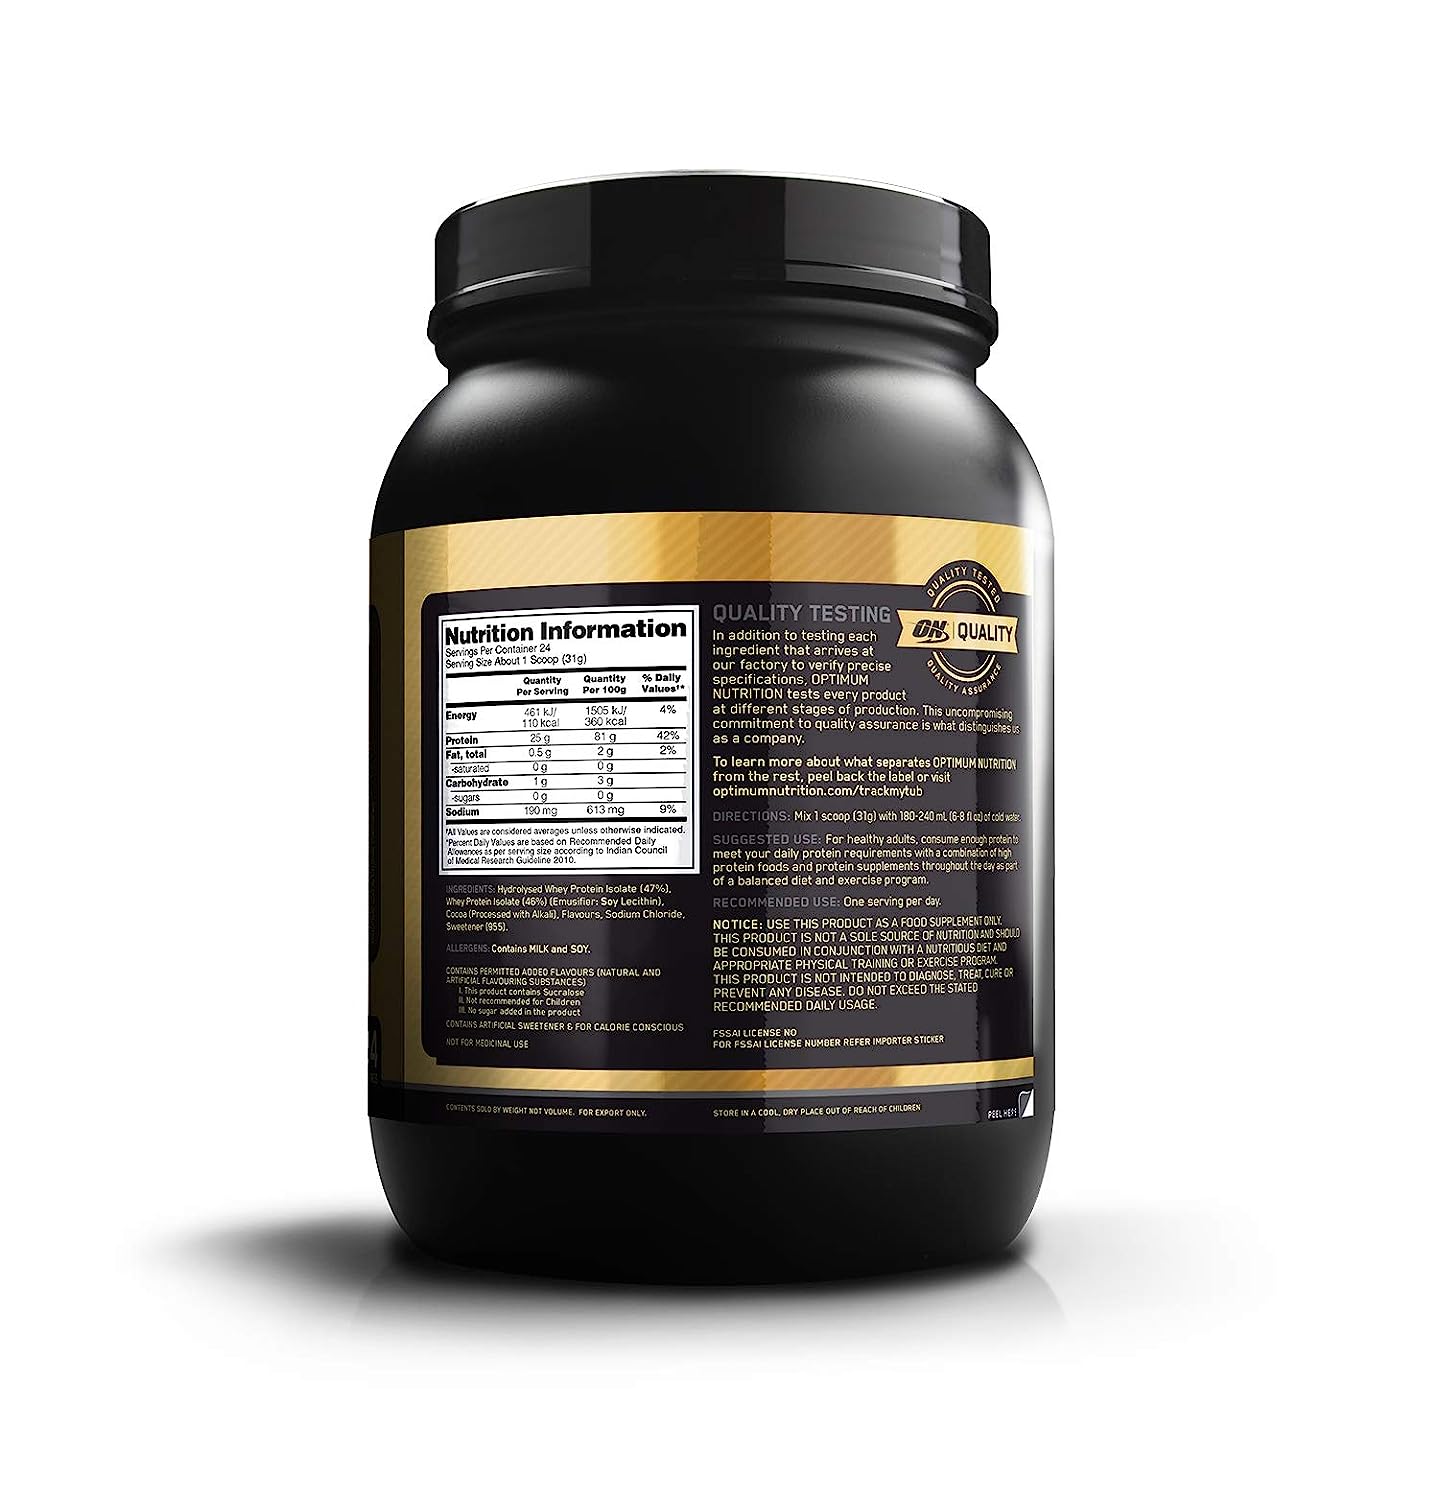 Nutrition Information
Servings Per Container 24
Serving Size About 1 Scoop (31g)
Quantity Per Serving Quantity Per 100g % Daily Values†*
Energy 461 kJ/ 110 kcal 1505 kJ/ 360 kcal 4%
Protein 25 g 81 g 42%
Fat, total 0.5 g 2 g 2%
-saturated 0 g 0 g
Carbohydrate 1 g 3 g
-sugars 0 g 0 g
Sodium 190 mg 613 mg 9%
†All Values are considered averages unless otherwise indicated.
*Percent Daily Values are based on Recommended Daily
Allowances as per serving size according to Indian Council
of Medical Research Guideline 2010.
INGREDIENTS: Hydrolysed Whey Protein Isolate (47%),
Whey Protein Isolate (46%) (Emusifier: Soy Lecithin),
Cocoa (Processed with Alkali), Flavours, Sodium Chloride,
Sweetener (955).
ALLERGENS: Contains MILK and SOY.
CONTAINS PERMITTED ADDED FLAVOURS (NATURAL AND
ARTIFICIAL FLAVOURING SUBSTANCES)
I. This product contains Sucralose
II. Not recommended for Children
III. No sugar added in the product
CONTAINS ARTIFICIAL SWEETENER & FOR CALORIE CONSCIOUS
NOT FOR MEDICINAL USE
CONTENTS SOLD BY WEIGHT NOT VOLUME. FOR EXPORT ONLY.
QUALITY TESTED
ON QUALITY
QUALITY ASSURANCE
QUALITY TESTING
In addition to testing each
ingredient that arrives at
our factory to verify precise
specifications, OPTIMUM
NUTRITION tests every product
at different stages of production. This uncompromising
commitment to quality assurance is what distinguishes us
as a company.
To learn more about what separates OPTIMUM NUTRITION
from the rest, peel back the label or visit
optimumnutrition.com/trackmytub
DIRECTIONS: Mix 1 scoop (31g) with 180-240 mL (6-8 fl oz) of cold water.
SUGGESTED USE: For healthy adults, consume enough protein to
meet your daily protein requirements with a combination of high
protein foods and protein supplements throughout the day as part
of a balanced diet and exercise program.
RECOMMENDED USE: One serving per day.
NOTICE: USE THIS PRODUCT AS A FOOD SUPPLEMENT ONLY.
THIS PRODUCT IS NOT A SOLE SOURCE OF NUTRITION AND SHOULD
BE CONSUMED IN CONJUNCTION WITH A NUTRITIOUS DIET AND
APPROPRIATE PHYSICAL TRAINING OR EXERCISE PROGRAM.
THIS PRODUCT IS NOT INTENDED TO DIAGNOSE, TREAT, CURE OR
PREVENT ANY DISEASE. DO NOT EXCEED THE STATED
RECOMMENDED DAILY USAGE.
FSSAI LICENSE NO
FOR FSSAI LICENSE NUMBER REFER IMPORTER STICKER
STORE IN A COOL, DRY PLACE OUT OF REACH OF CHILDREN
PEEL HERE